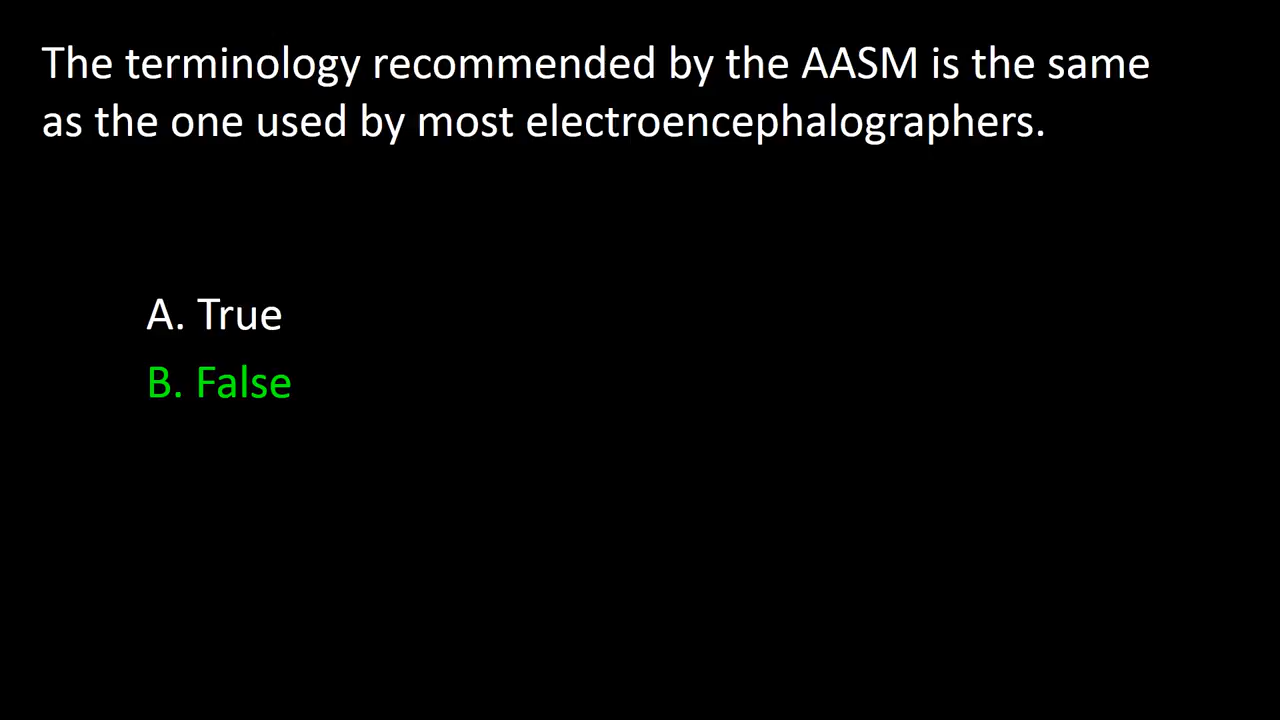 The terminology recommended by the AASM is the same
as the one used by most electroencephalographers.
A. True
B. False